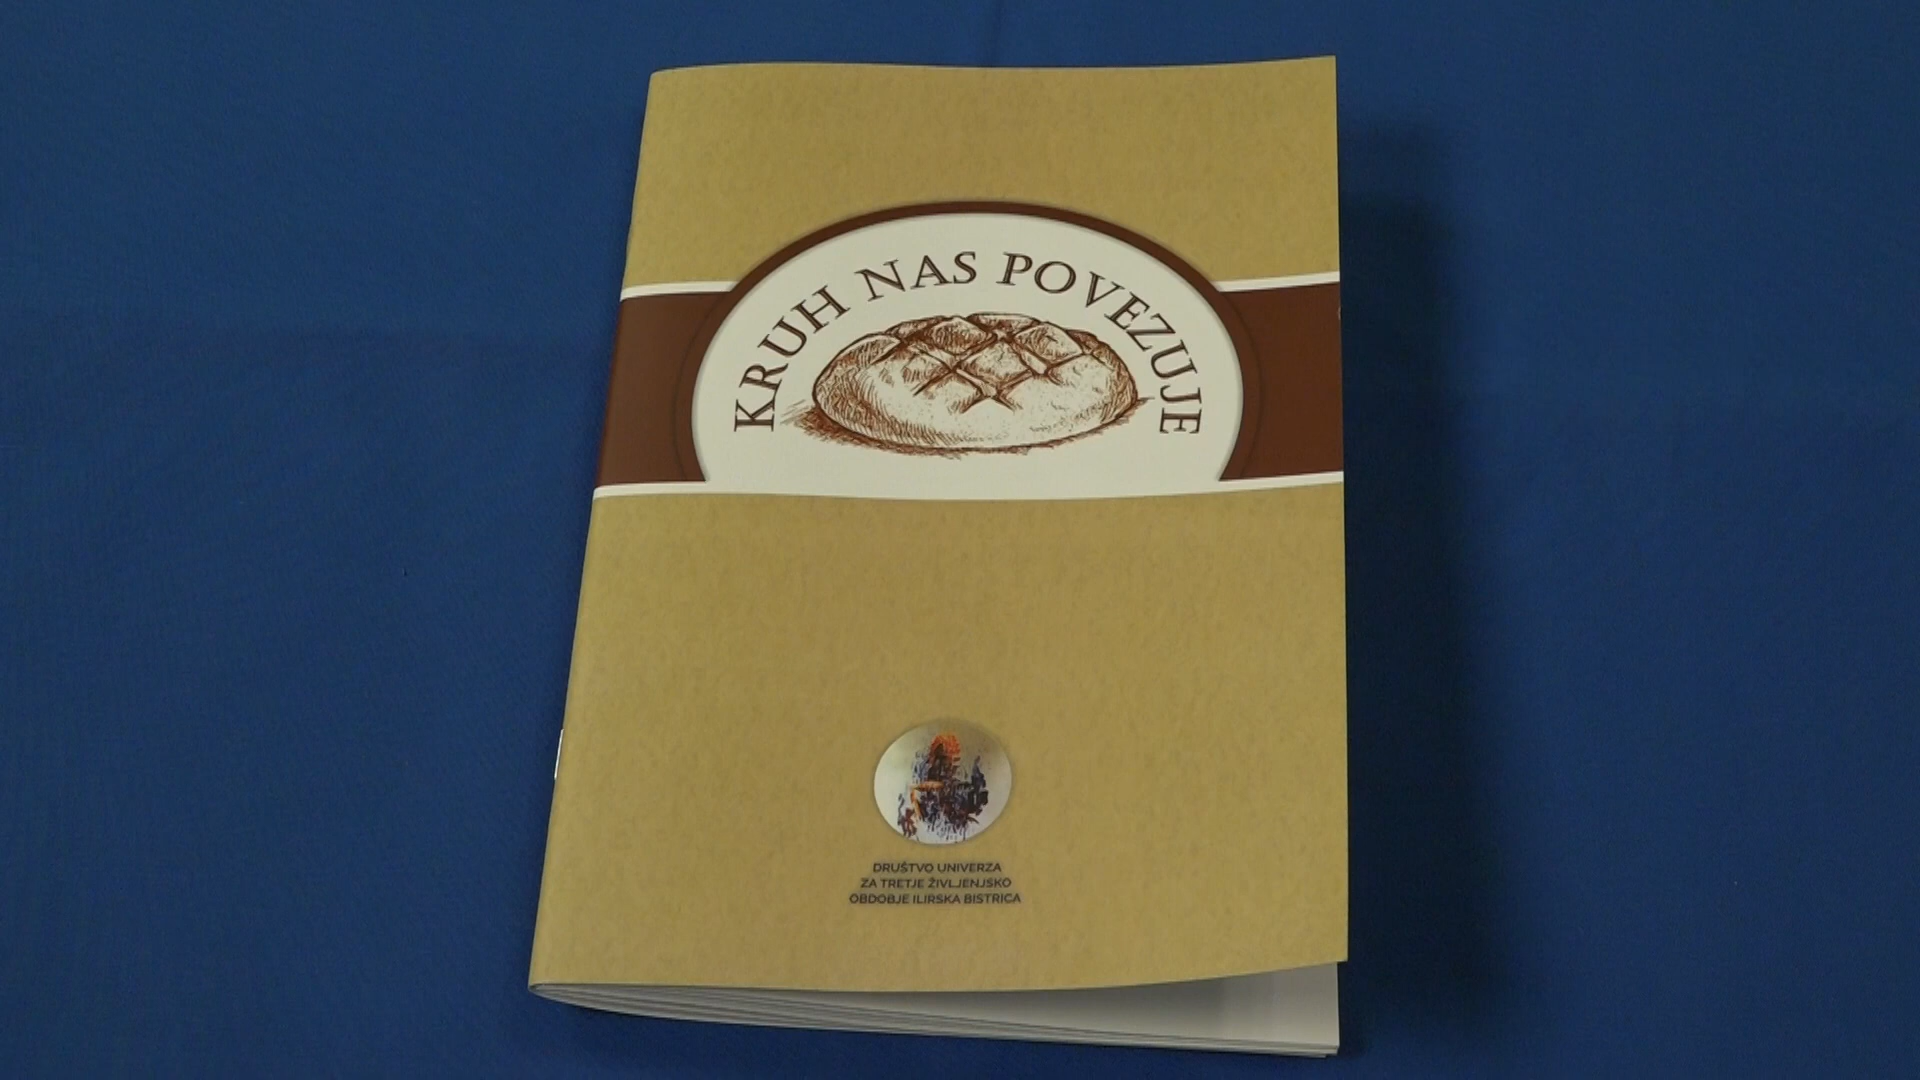 KRUH NAS POVEZUJE
DRUŠTVO UNIVERZA
ZA TRETJE ŽIVLJENJSKO
OBDOBJE ILIRSKA BISTRICA